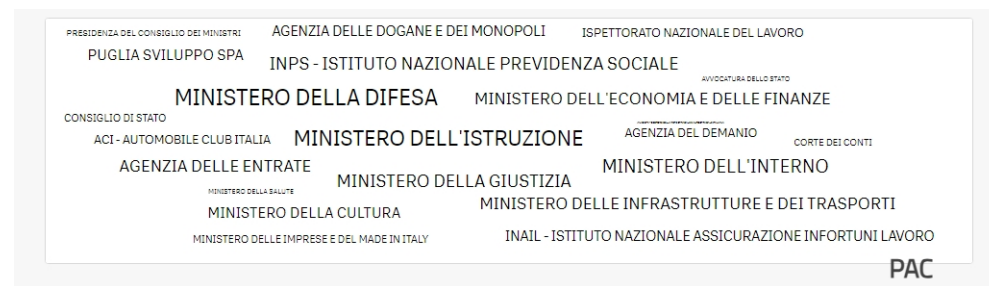 PRESIDENZA DEL CONSIGLIO DEI MINISTRI
AGENZIA DELLE DOGANE E DEI MONOPOLI
ISPETTORATO NAZIONALE DEL LAVORO
PUGLIA SVILUPPO SPA
INPS - ISTITUTO NAZIONALE PREVIDENZA SOCIALE
AVVOCATURA DELLO STATO
MINISTERO DELLA DIFESA
MINISTERO DELL'ECONOMIA E DELLE FINANZE
CONSIGLIO DI STATO
ACI - AUTOMOBILE CLUB ITALIA
MINISTERO DELL'ISTRUZIONE
AGENZIA DEL DEMANIO
CORTE DEI CONTI
AGENZIA DELLE ENTRATE
MINISTERO DELL'INTERNO
MINISTERO DELLA GIUSTIZIA
MINISTERO DELLA SALUTE
MINISTERO DELLA CULTURA
MINISTERO DELLE INFRASTRUTTURE E DEI TRASPORTI
MINISTERO DELLE IMPRESE E DEL MADE IN ITALY
INAIL - ISTITUTO NAZIONALE ASSICURAZIONE INFORTUNI LAVORO
PAC